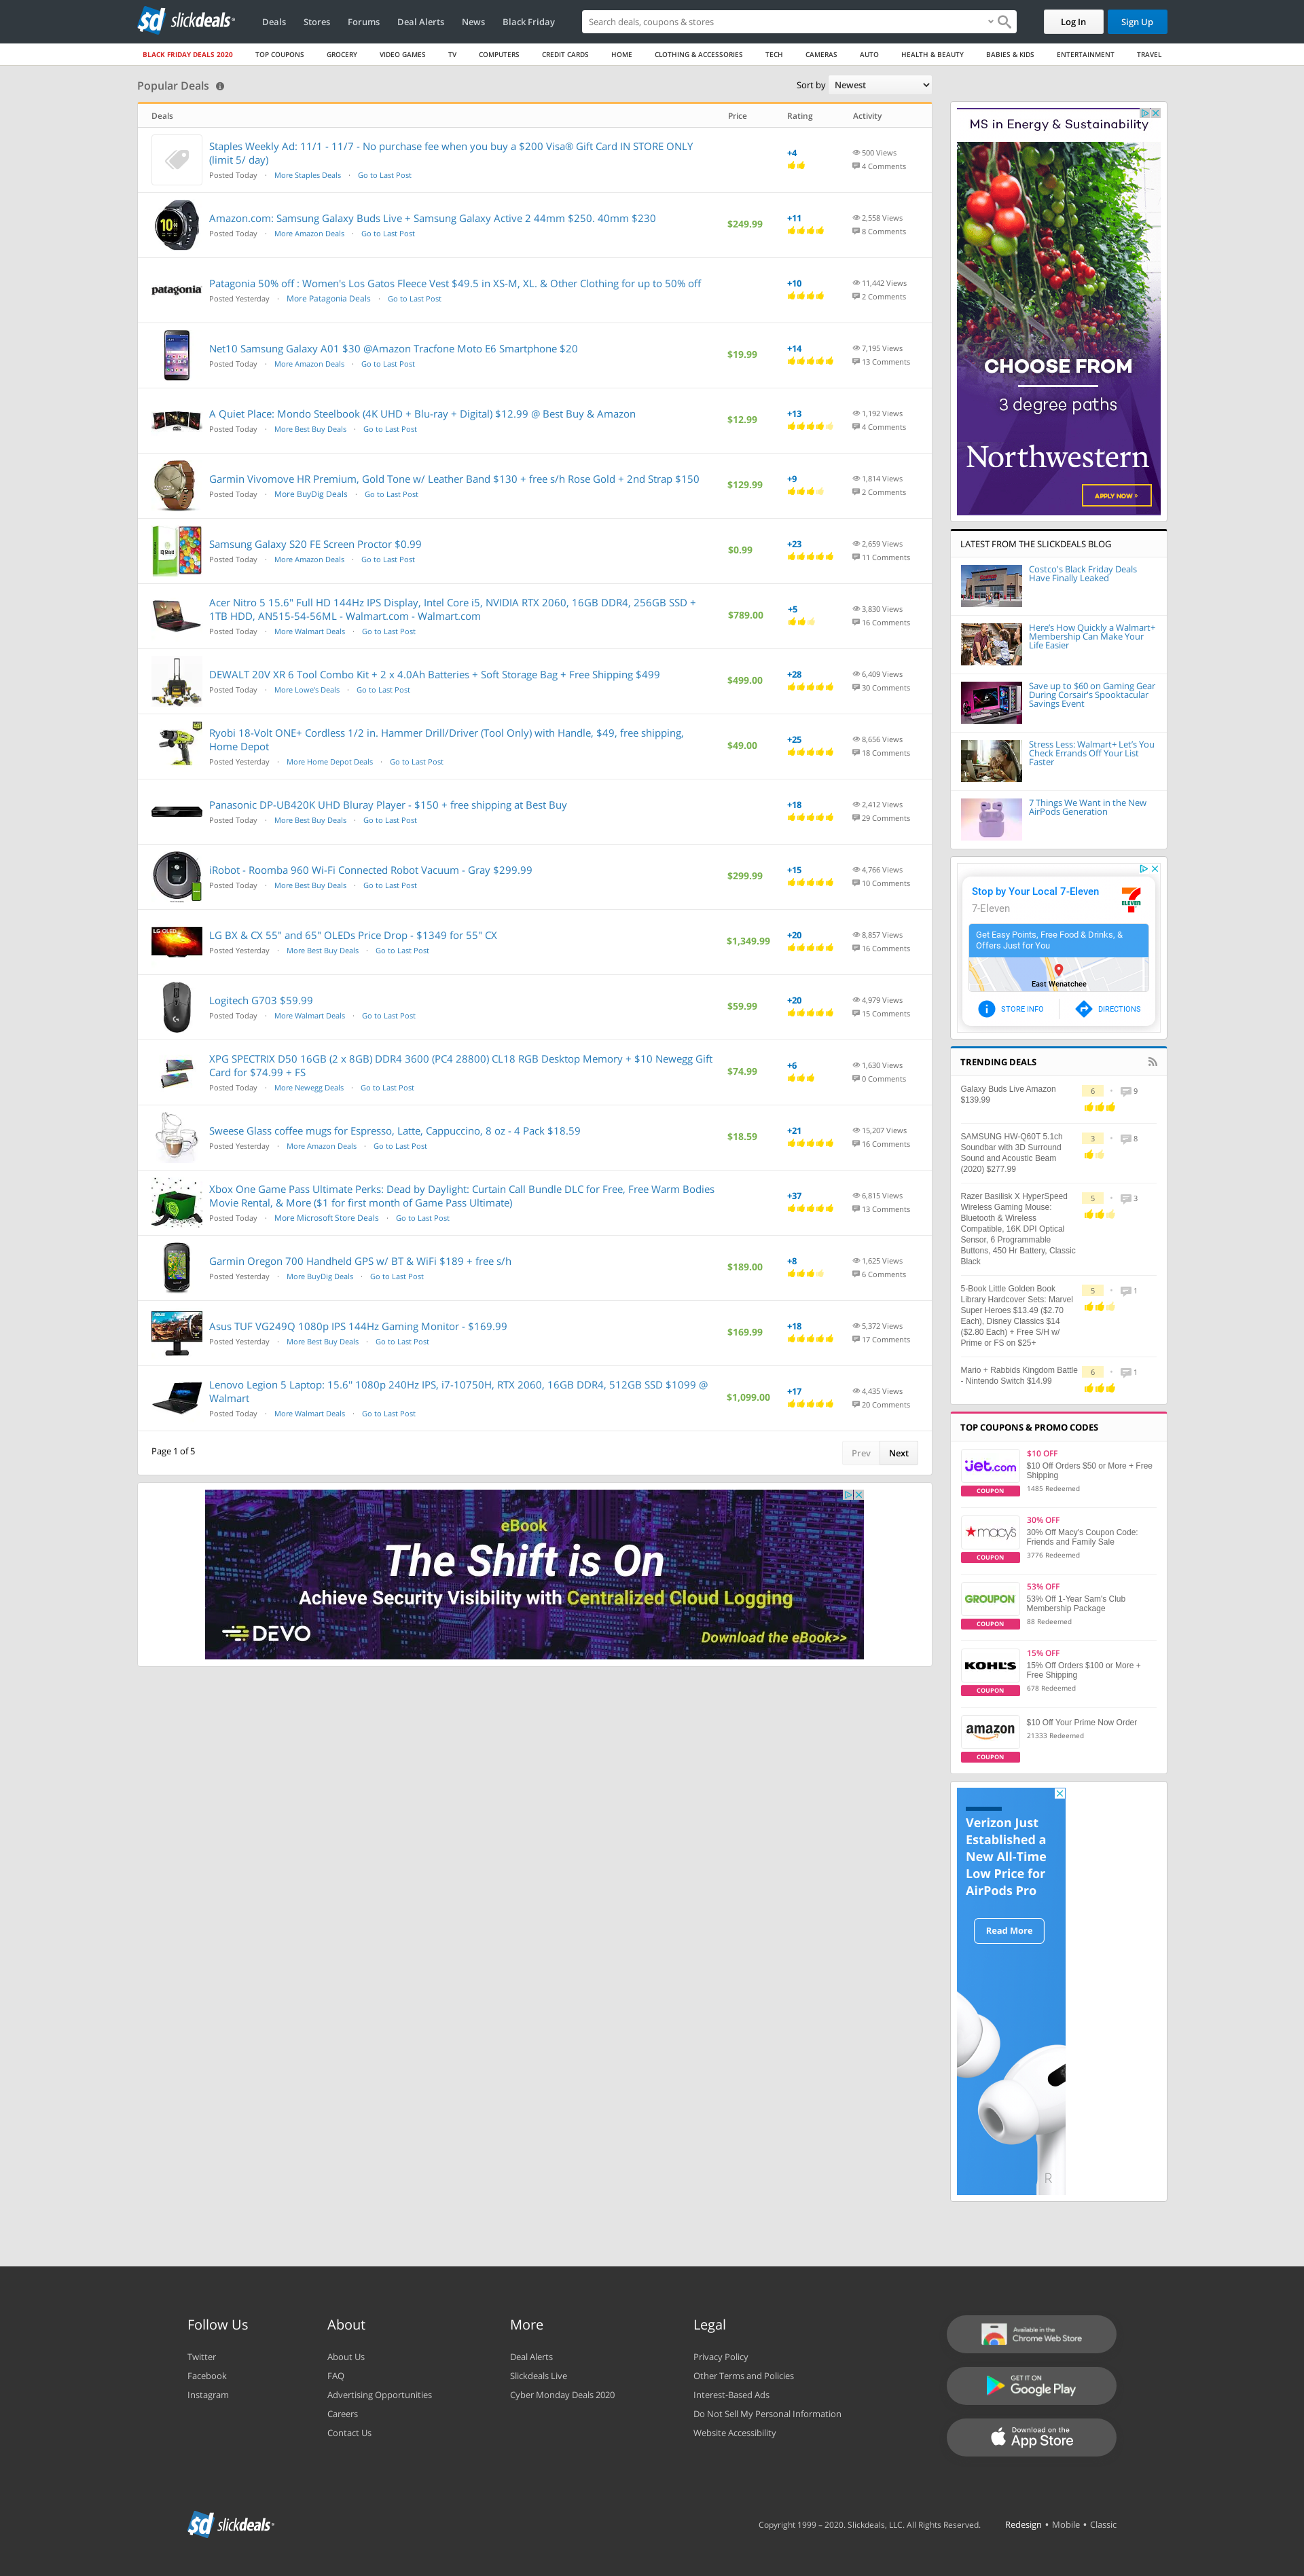 sd slickdeals Deals Stores Forums Deal Alerts News Black Friday Search deals, coupons & stores Log In Sign Up
BLACK FRIDAY DEALS 2020 TOP COUPONS GROCERY VIDEO GAMES TV COMPUTERS CREDIT CARDS HOME CLOTHING & ACCESSORIES TECH CAMERAS AUTO HEALTH & BEAUTY BABIES & KIDS ENTERTAINMENT TRAVEL
Popular Deals Sort by Newest
Deals Price Rating Activity
Staples Weekly Ad: 11/1 - 11/7 - No purchase fee when you buy a $200 Visa® Gift Card IN STORE ONLY
(limit 5/ day)
Posted Today · More Staples Deals · Go to Last Post
+4
500 Views
4 Comments
Amazon.com: Samsung Galaxy Buds Live + Samsung Galaxy Active 2 44mm $250. 40mm $230
Posted Today · More Amazon Deals · Go to Last Post
$249.99
+11
2,558 Views
8 Comments
patagonia
Patagonia 50% off : Women's Los Gatos Fleece Vest $49.5 in XS-M, XL. & Other Clothing for up to 50% off
Posted Yesterday · More Patagonia Deals · Go to Last Post
+10
11,442 Views
2 Comments
Net10 Samsung Galaxy A01 $30 @Amazon Tracfone Moto E6 Smartphone $20
Posted Today · More Amazon Deals · Go to Last Post
$19.99
+14
7,195 Views
13 Comments
A Quiet Place: Mondo Steelbook (4K UHD + Blu-ray + Digital) $12.99 @ Best Buy & Amazon
Posted Today · More Best Buy Deals · Go to Last Post
$12.99
+13
1,192 Views
4 Comments
Garmin Vivomove HR Premium, Gold Tone w/ Leather Band $130 + free s/h Rose Gold + 2nd Strap $150
Posted Today · More BuyDig Deals · Go to Last Post
$129.99
+9
1,814 Views
2 Comments
Samsung Galaxy S20 FE Screen Proctor $0.99
Posted Today · More Amazon Deals · Go to Last Post
$0.99
+23
2,659 Views
11 Comments
Acer Nitro 5 15.6" Full HD 144Hz IPS Display, Intel Core i5, NVIDIA RTX 2060, 16GB DDR4, 256GB SSD +
1TB HDD, AN515-54-56ML - Walmart.com - Walmart.com
Posted Today · More Walmart Deals · Go to Last Post
$789.00
+5
3,830 Views
16 Comments
DEWALT 20V XR 6 Tool Combo Kit + 2 x 4.0Ah Batteries + Soft Storage Bag + Free Shipping $499
Posted Today · More Lowe's Deals · Go to Last Post
$499.00
+28
6,409 Views
30 Comments
Ryobi 18-Volt ONE+ Cordless 1/2 in. Hammer Drill/Driver (Tool Only) with Handle, $49, free shipping,
Home Depot
Posted Yesterday · More Home Depot Deals · Go to Last Post
$49.00
+25
8,656 Views
18 Comments
Panasonic DP-UB420K UHD Bluray Player - $150 + free shipping at Best Buy
Posted Today · More Best Buy Deals · Go to Last Post
+18
2,412 Views
29 Comments
iRobot - Roomba 960 Wi-Fi Connected Robot Vacuum - Gray $299.99
Posted Today · More Best Buy Deals · Go to Last Post
$299.99
+15
4,766 Views
10 Comments
LG OLED
LG BX & CX 55" and 65" OLEDs Price Drop - $1349 for 55" CX
Posted Yesterday · More Best Buy Deals · Go to Last Post
$1,349.99
+20
8,857 Views
16 Comments
Logitech G703 $59.99
Posted Today · More Walmart Deals · Go to Last Post
$59.99
+20
4,979 Views
15 Comments
XPG SPECTRIX D50 16GB (2 x 8GB) DDR4 3600 (PC4 28800) CL18 RGB Desktop Memory + $10 Newegg Gift
Card for $74.99 + FS
Posted Today · More Newegg Deals · Go to Last Post
$74.99
+6
1,630 Views
0 Comments
Sweese Glass coffee mugs for Espresso, Latte, Cappuccino, 8 oz - 4 Pack $18.59
Posted Yesterday · More Amazon Deals · Go to Last Post
$18.59
+21
15,207 Views
16 Comments
Xbox One Game Pass Ultimate Perks: Dead by Daylight: Curtain Call Bundle DLC for Free, Free Warm Bodies
Movie Rental, & More ($1 for first month of Game Pass Ultimate)
Posted Today · More Microsoft Store Deals · Go to Last Post
+37
6,815 Views
13 Comments
Garmin Oregon 700 Handheld GPS w/ BT & WiFi $189 + free s/h
Posted Yesterday · More BuyDig Deals · Go to Last Post
$189.00
+8
1,625 Views
6 Comments
Asus TUF VG249Q 1080p IPS 144Hz Gaming Monitor - $169.99
Posted Yesterday · More Best Buy Deals · Go to Last Post
$169.99
+18
5,372 Views
17 Comments
Lenovo Legion 5 Laptop: 15.6" 1080p 240Hz IPS, i7-10750H, RTX 2060, 16GB DDR4, 512GB SSD $1099 @
Walmart
Posted Today · More Walmart Deals · Go to Last Post
$1,099.00
+17
4,435 Views
20 Comments
Page 1 of 5 Prev Next
eBook
The Shift is On
Achieve Security Visibility with Centralized Cloud Logging
DEVO Download the eBook>>
MS in Energy & Sustainability
CHOOSE FROM
3 degree paths
Northwestern
APPLY NOW >
LATEST FROM THE SLICKDEALS BLOG
Costco's Black Friday Deals
Have Finally Leaked
Here's How Quickly a Walmart+
Membership Can Make Your
Life Easier
Save up to $60 on Gaming Gear
During Corsair's Spooktacular
Savings Event
Stress Less: Walmart+ Let's You
Check Errands Off Your List
Faster
7 Things We Want in the New
AirPods Generation
Stop by Your Local 7-Eleven
7-Eleven
ELEVEN
Get Easy Points, Free Food & Drinks, &
Offers Just for You
East Wenatchee
STORE INFO DIRECTIONS
TRENDING DEALS
Galaxy Buds Live Amazon
$139.99
6 • 9
SAMSUNG HW-Q60T 5.1ch
Soundbar with 3D Surround
Sound and Acoustic Beam
(2020) $277.99
3 • 8
Razer Basilisk X HyperSpeed
Wireless Gaming Mouse:
Bluetooth & Wireless
Compatible, 16K DPI Optical
Sensor, 6 Programmable
Buttons, 450 Hr Battery, Classic
Black
5 • 3
5-Book Little Golden Book
Library Hardcover Sets: Marvel
Super Heroes $13.49 ($2.70
Each), Disney Classics $14
($2.80 Each) + Free S/H w/
Prime or FS on $25+
5 • 1
Mario + Rabbids Kingdom Battle
- Nintendo Switch $14.99
6 • 1
TOP COUPONS & PROMO CODES
jet.com
COUPON
$10 OFF
$10 Off Orders $50 or More + Free
Shipping
1485 Redeemed
macy's
COUPON
30% OFF
30% Off Macy's Coupon Code:
Friends and Family Sale
3776 Redeemed
GROUPON
COUPON
53% OFF
53% Off 1-Year Sam's Club
Membership Package
88 Redeemed
KOHL'S
COUPON
15% OFF
15% Off Orders $100 or More +
Free Shipping
678 Redeemed
amazon
COUPON
$10 Off Your Prime Now Order
21333 Redeemed
Verizon Just
Established a
New All-Time
Low Price for
AirPods Pro
Read More
R
Follow Us
Twitter
Facebook
Instagram
About
About Us
FAQ
Advertising Opportunities
Careers
Contact Us
More
Deal Alerts
Slickdeals Live
Cyber Monday Deals 2020
Legal
Privacy Policy
Other Terms and Policies
Interest-Based Ads
Do Not Sell My Personal Information
Website Accessibility
Available in the
Chrome Web Store
GET IT ON
Google Play
Download on the
App Store
sd slickdeals Copyright 1999 – 2020. Slickdeals, LLC. All Rights Reserved. Redesign • Mobile • Classic